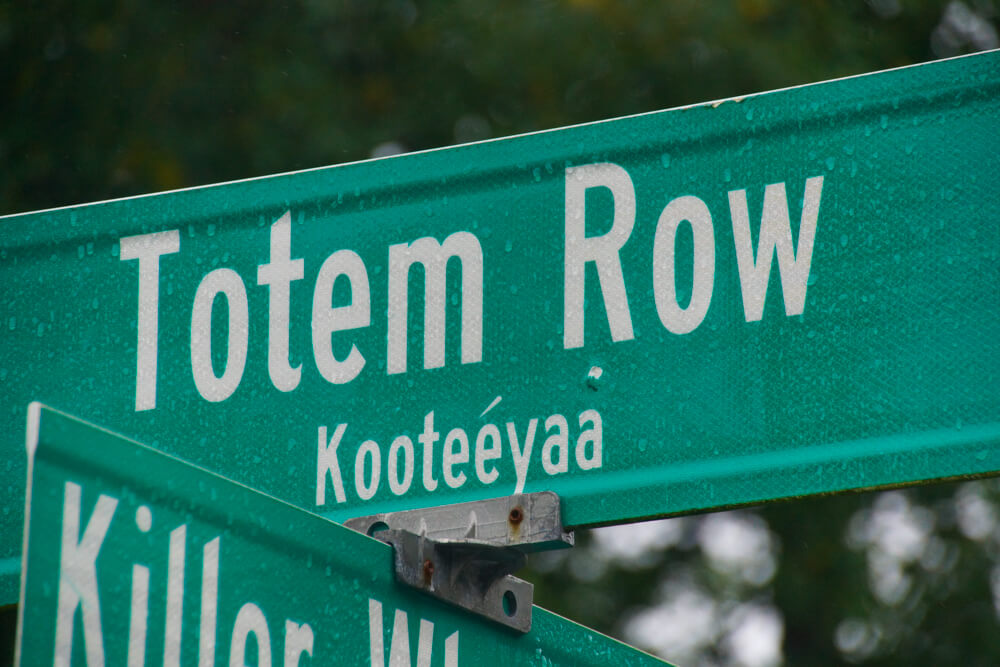 Totem Row
Kooteéyaa
Killer